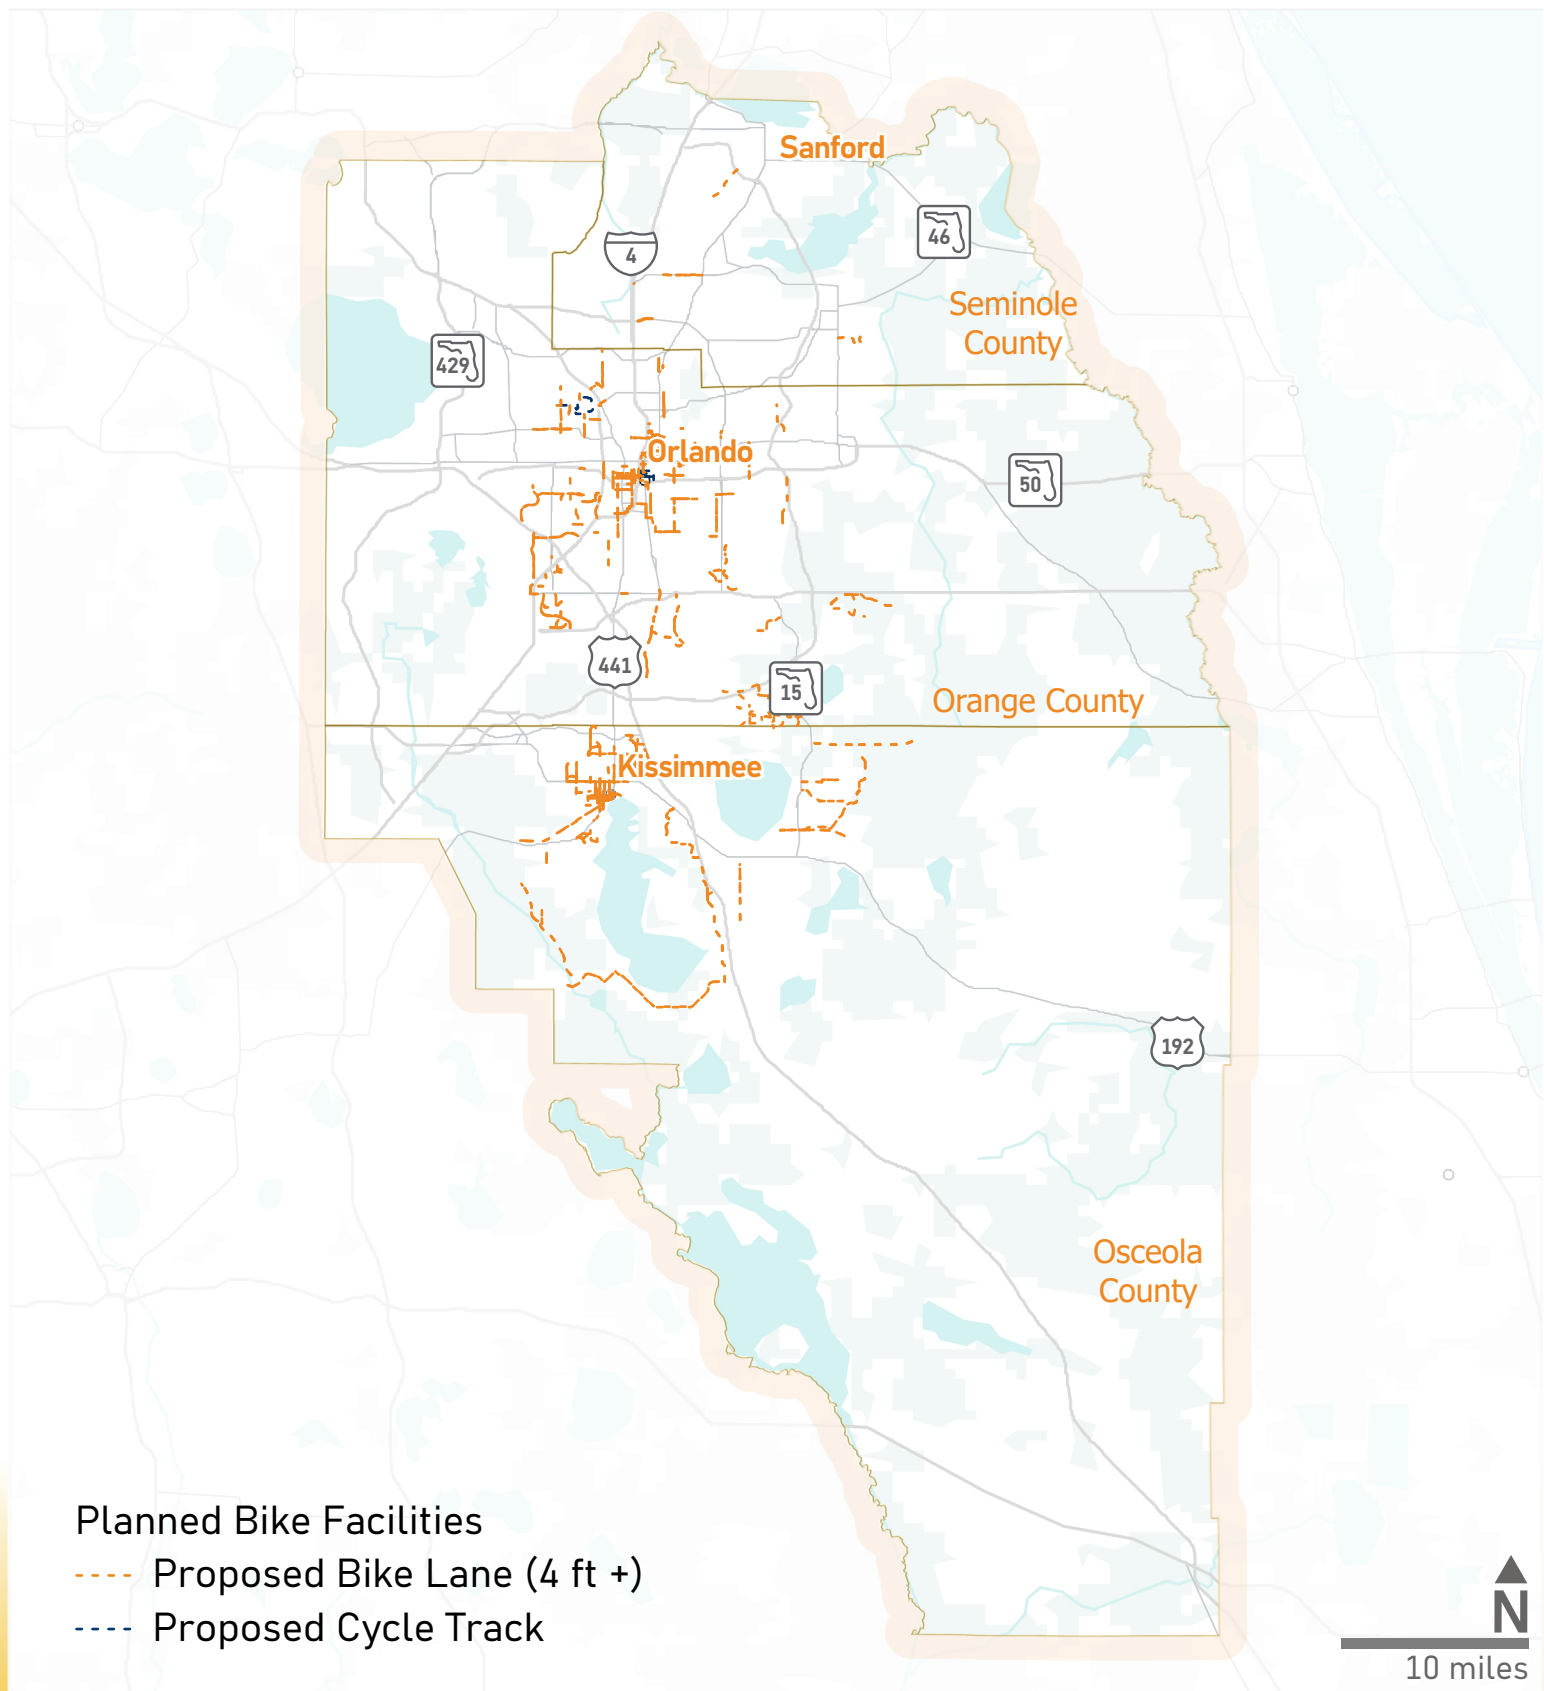 Sanford
46
4
Seminole
County
429
Orlando
50
441
15
Orange County
Kissimmee
192
Osceola
County
Planned Bike Facilities
Proposed Bike Lane (4 ft +)
Proposed Cycle Track
N
10 miles